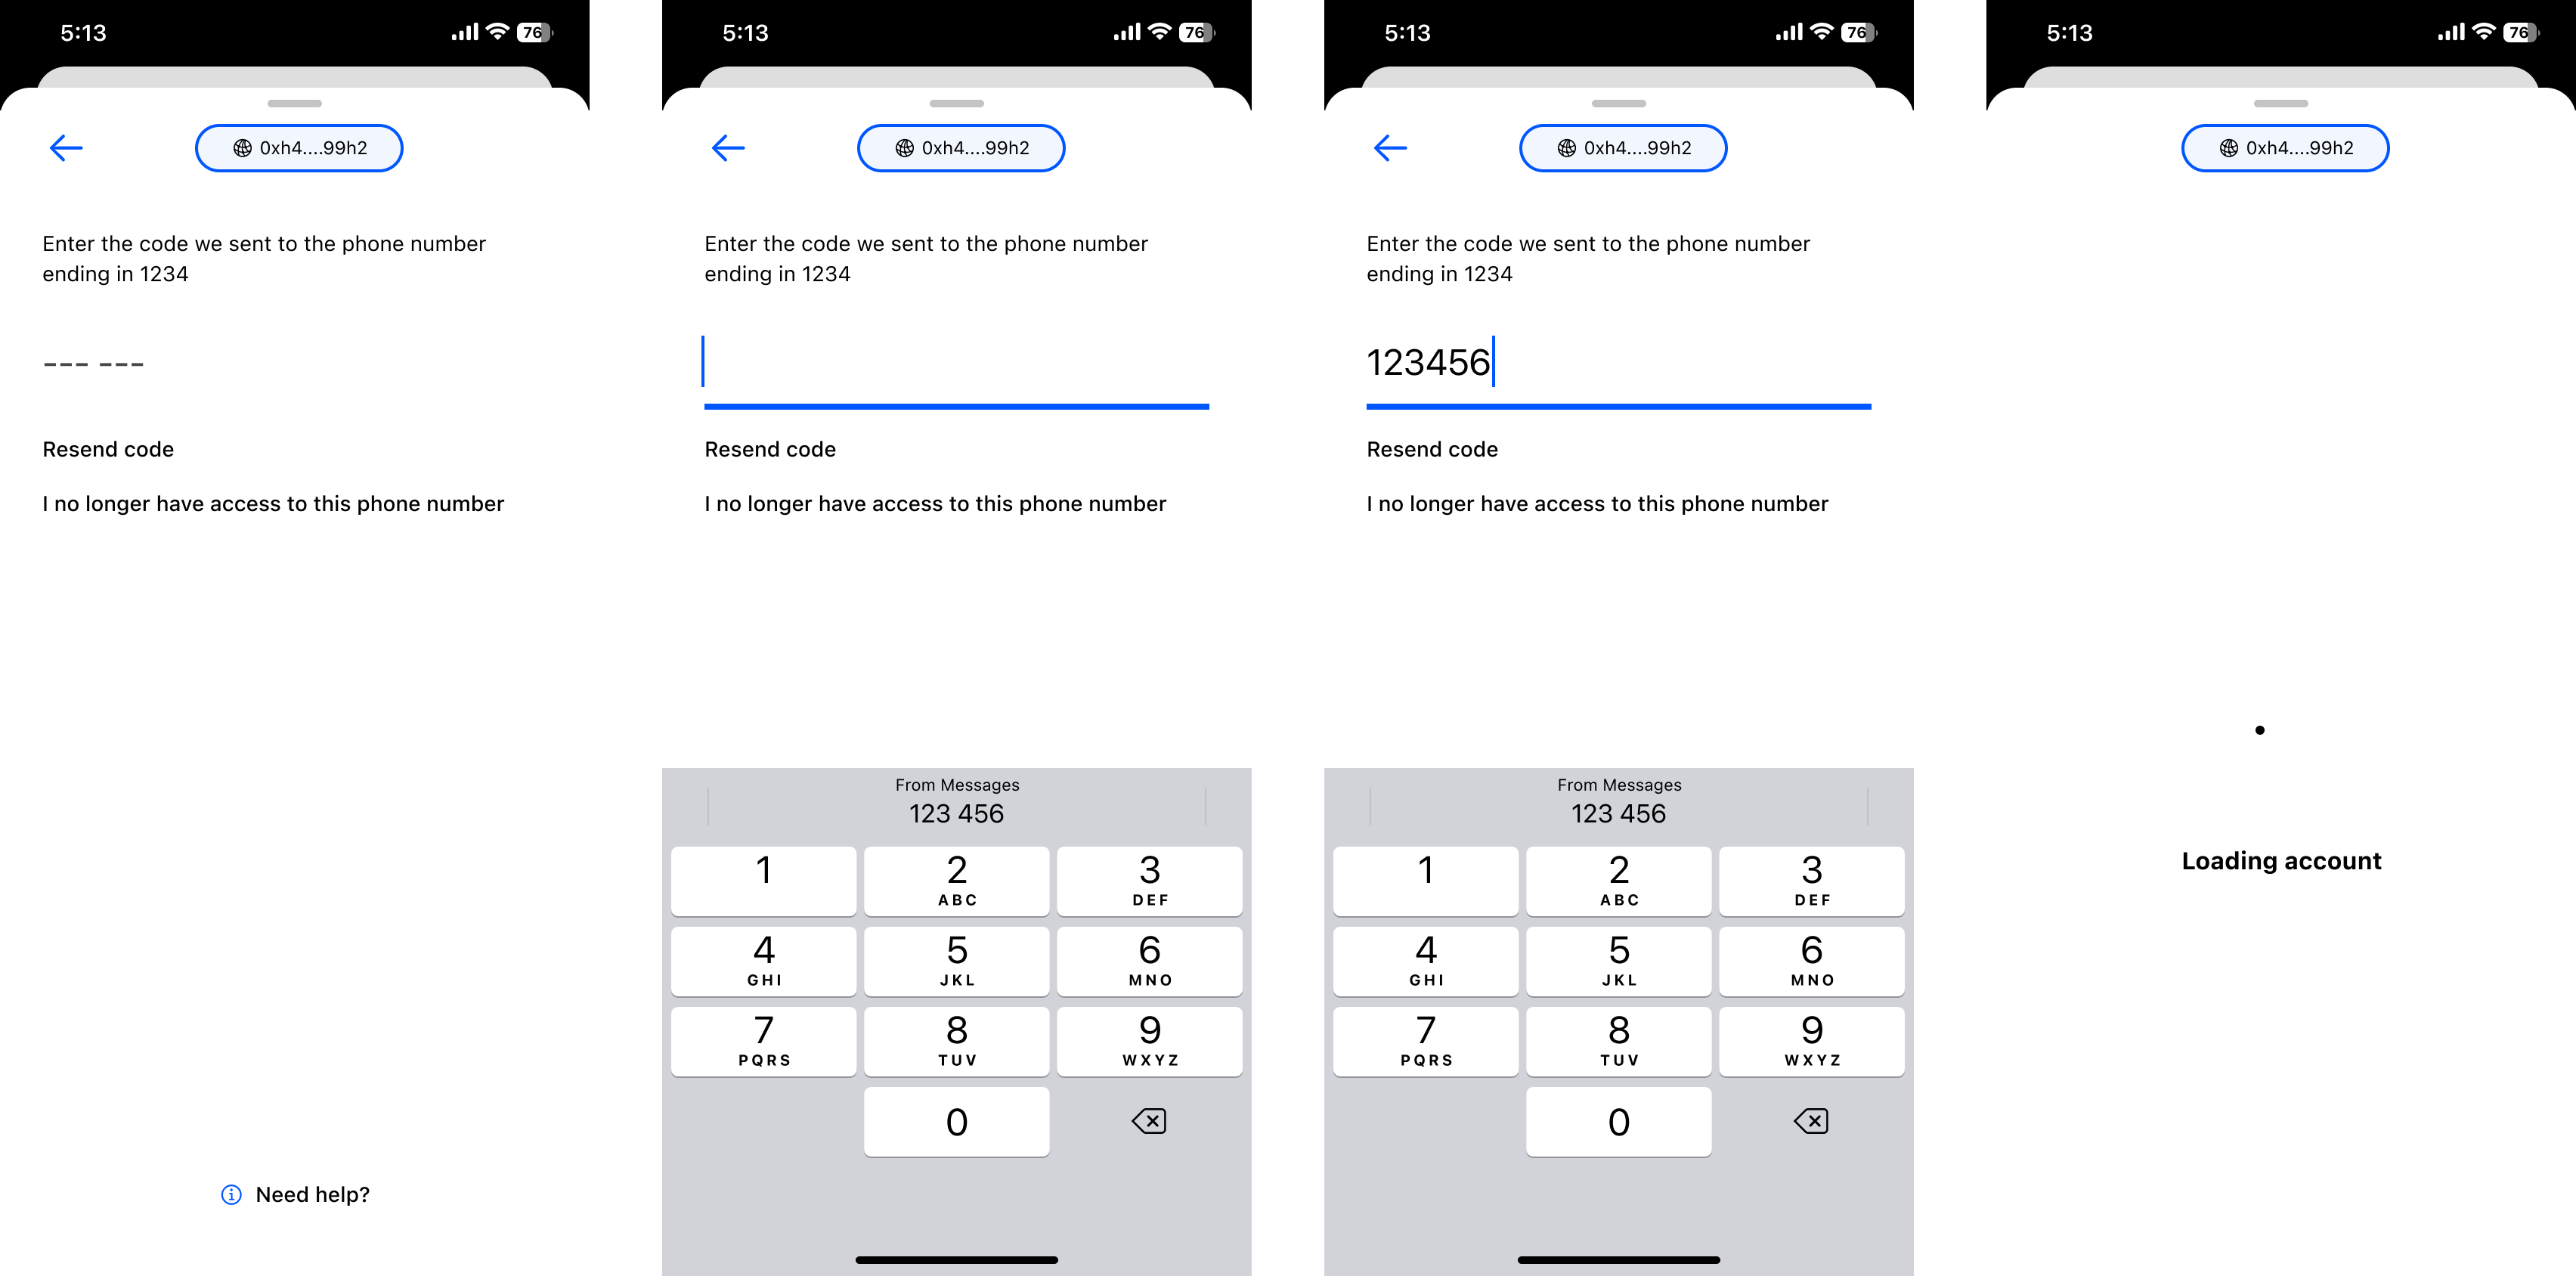 5:13
76
0xh4....99h2
Enter the code we sent to the phone number
ending in 1234
--- ---
Resend code
I no longer have access to this phone number
Need help?
5:13
76
0xh4....99h2
Enter the code we sent to the phone number
ending in 1234
Resend code
I no longer have access to this phone number
From Messages
123 456
1
2
3
ABC
DEF
4
5
6
GHI
JKL
MNO
7
8
9
PQRS
TUV
WXYZ
0
5:13
76
0xh4....99h2
Enter the code we sent to the phone number
ending in 1234
123456
Resend code
I no longer have access to this phone number
From Messages
123 456
1
2
3
ABC
DEF
4
5
6
GHI
JKL
MNO
7
8
9
PQRS
TUV
WXYZ
0
5:13
76
0xh4....99h2
Loading account